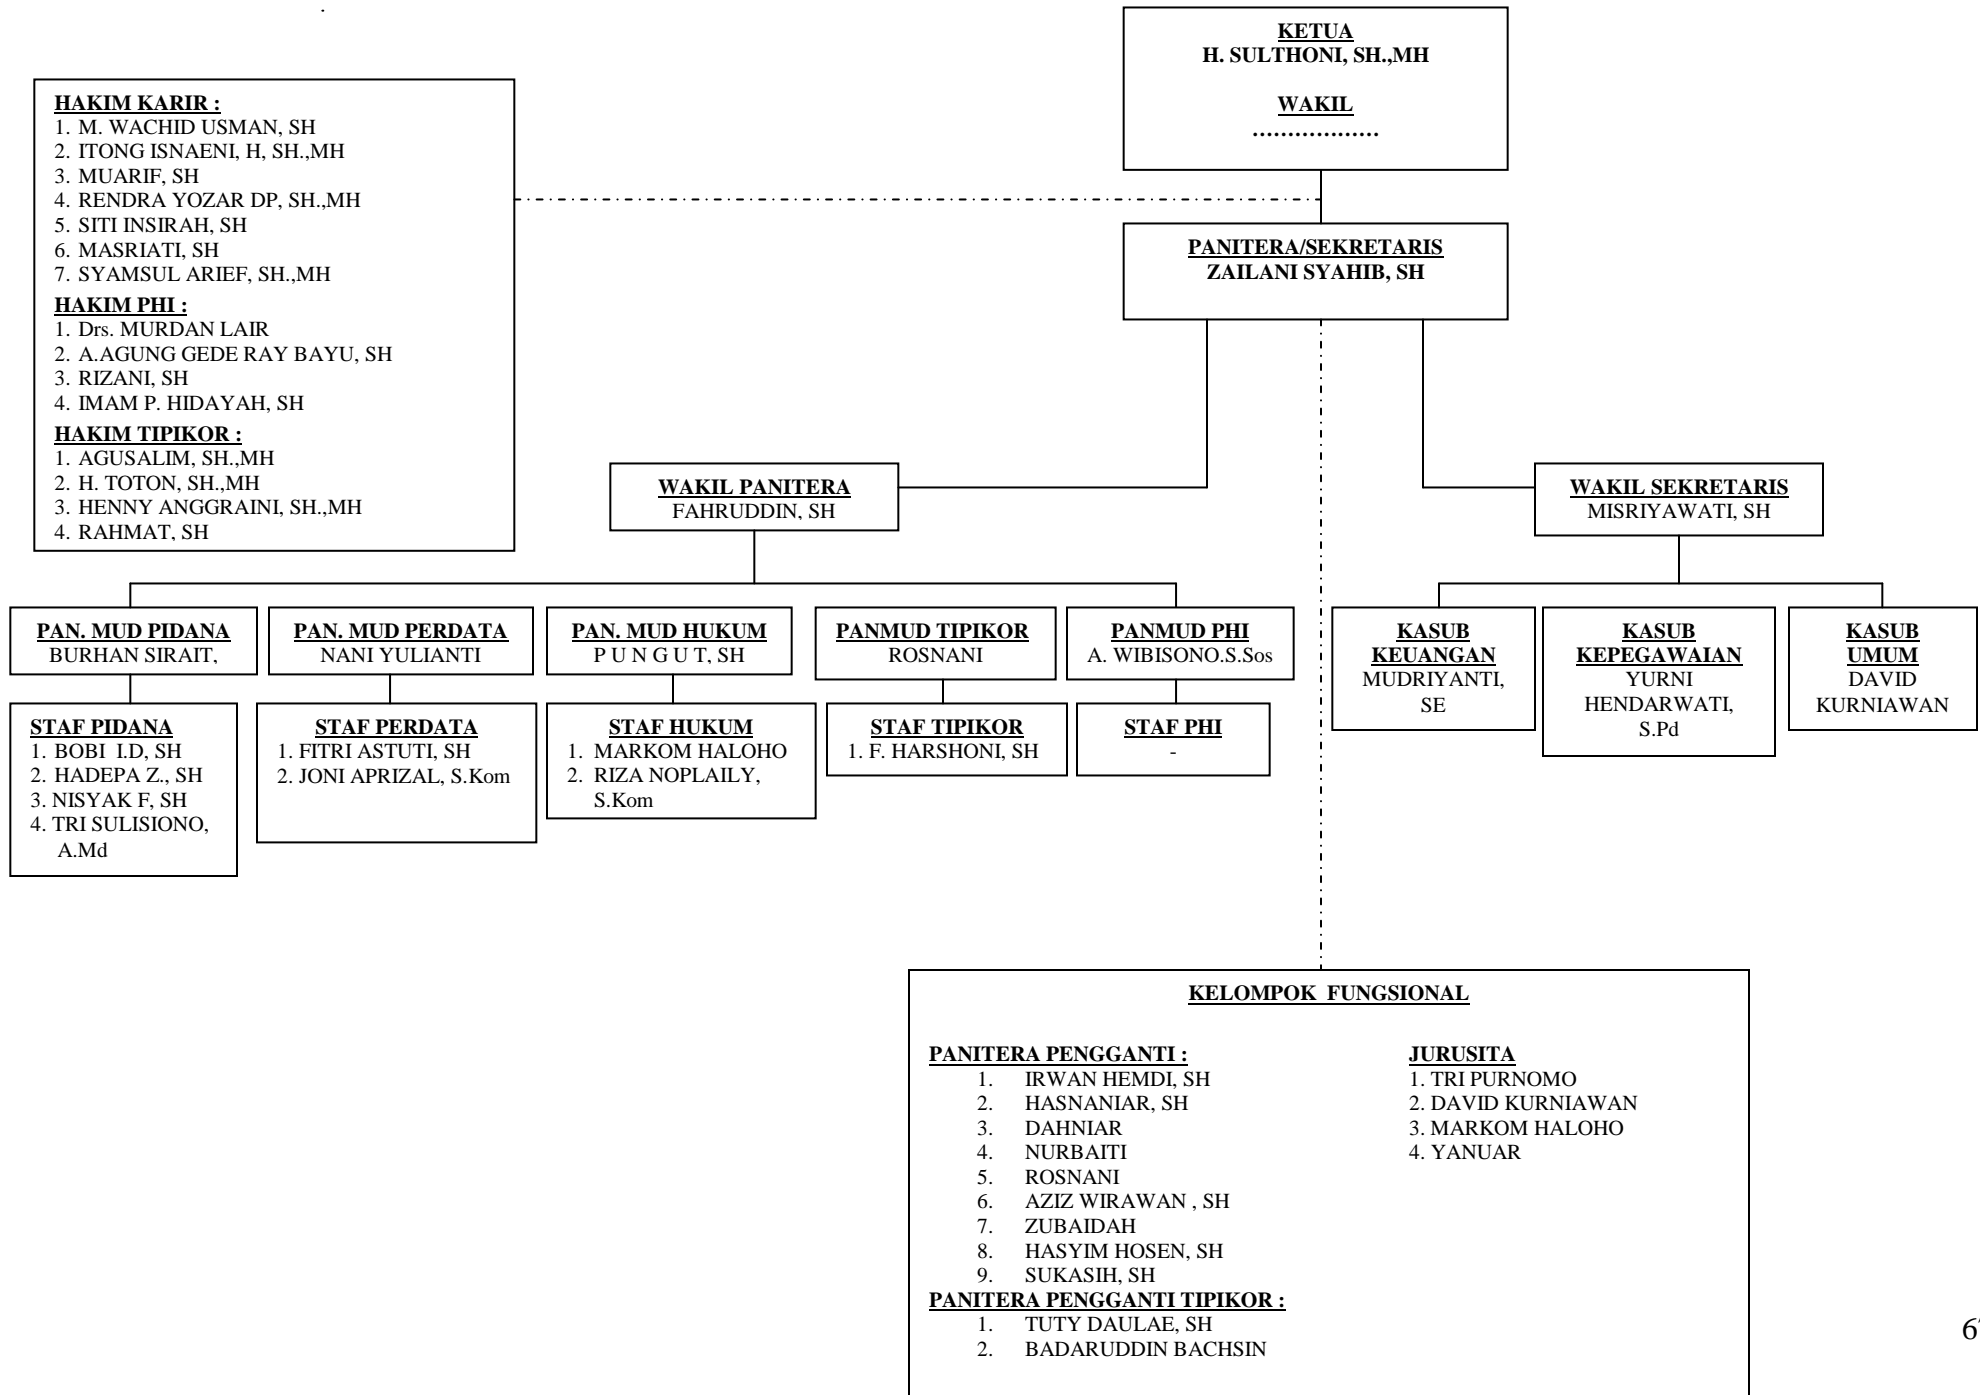 KETUA
H. SULTHONI, SH.,MH
WAKIL
………………
HAKIM KARIR :
1. M. WACHID USMAN, SH
2. ITONG ISNAENI, H, SH.,MH
3. MUARIF, SH
4. RENDRA YOZAR DP, SH.,MH
5. SITI INSIRAH, SH
6. MASRIATI, SH
7. SYAMSUL ARIEF, SH.,MH
HAKIM PHI :
1. Drs. MURDAN LAIR
2. A.AGUNG GEDE RAY BAYU, SH
3. RIZANI, SH
4. IMAM P. HIDAYAH, SH
HAKIM TIPIKOR :
1. AGUSALIM, SH.,MH
2. H. TOTON, SH.,MH
3. HENNY ANGGRAINI, SH.,MH
4. RAHMAT, SH
PANITERA/SEKRETARIS
ZAILANI SYAHIB, SH
WAKIL PANITERA
FAHRUDDIN, SH
WAKIL SEKRETARIS
MISRIYAWATI, SH
PAN. MUD PIDANA
BURHAN SIRAIT,
PAN. MUD PERDATA
NANI YULIANTI
PAN. MUD HUKUM
P U N G U T, SH
PANMUD TIPIKOR
ROSNANI
PANMUD PHI
A. WIBISONO.S.Sos
KASUB
KEUANGAN
MUDRIYANTI,
SE
KASUB
KEPEGAWAIAN
YURNI
HENDARWATI,
S.Pd
KASUB
UMUM
DAVID
KURNIAWAN
STAF PIDANA
1. BOBI I.D, SH
2. HADEPA Z., SH
3. NISYAK F, SH
4. TRI SULISIONO,
A.Md
STAF PERDATA
1. FITRI ASTUTI, SH
2. JONI APRIZAL, S.Kom
STAF HUKUM
1. MARKOM HALOHO
2. RIZA NOPLAILY,
S.Kom
STAF TIPIKOR
1. F. HARSHONI, SH
STAF PHI
-
KELOMPOK FUNGSIONAL
PANITERA PENGGANTI :
1. IRWAN HEMDI, SH
2. HASNANIAR, SH
3. DAHNIAR
4. NURBAITI
5. ROSNANI
6. AZIZ WIRAWAN , SH
7. ZUBAIDAH
8. HASYIM HOSEN, SH
9. SUKASIH, SH
PANITERA PENGGANTI TIPIKOR :
1. TUTY DAULAE, SH
2. BADARUDDIN BACHSIN
JURUSITA
1. TRI PURNOMO
2. DAVID KURNIAWAN
3. MARKOM HALOHO
4. YANUAR